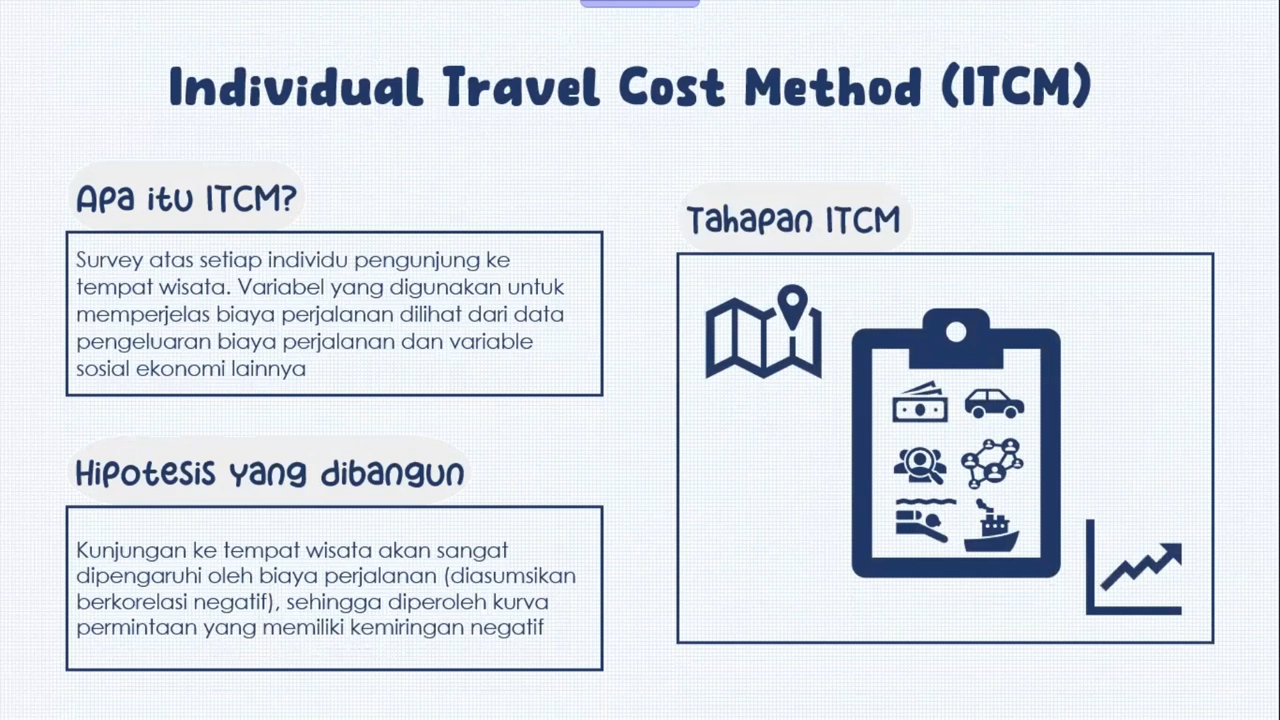 Individual Travel Cost Method (ITCM)
Apa itu ITCM?
Survey atas setiap individu pengunjung ke
tempat wisata. Variabel yang digunakan untuk
memperjelas biaya perjalanan dilihat dari data
pengeluaran biaya perjalanan dan variable
sosial ekonomi lainnya
Hipotesis yang dibangun
Kunjungan ke tempat wisata akan sangat
dipengaruhi oleh biaya perjalanan (diasumsikan
berkorelasi negatif), sehingga diperoleh kurva
permintaan yang memiliki kemiringan negatif
Tahapan ITCM